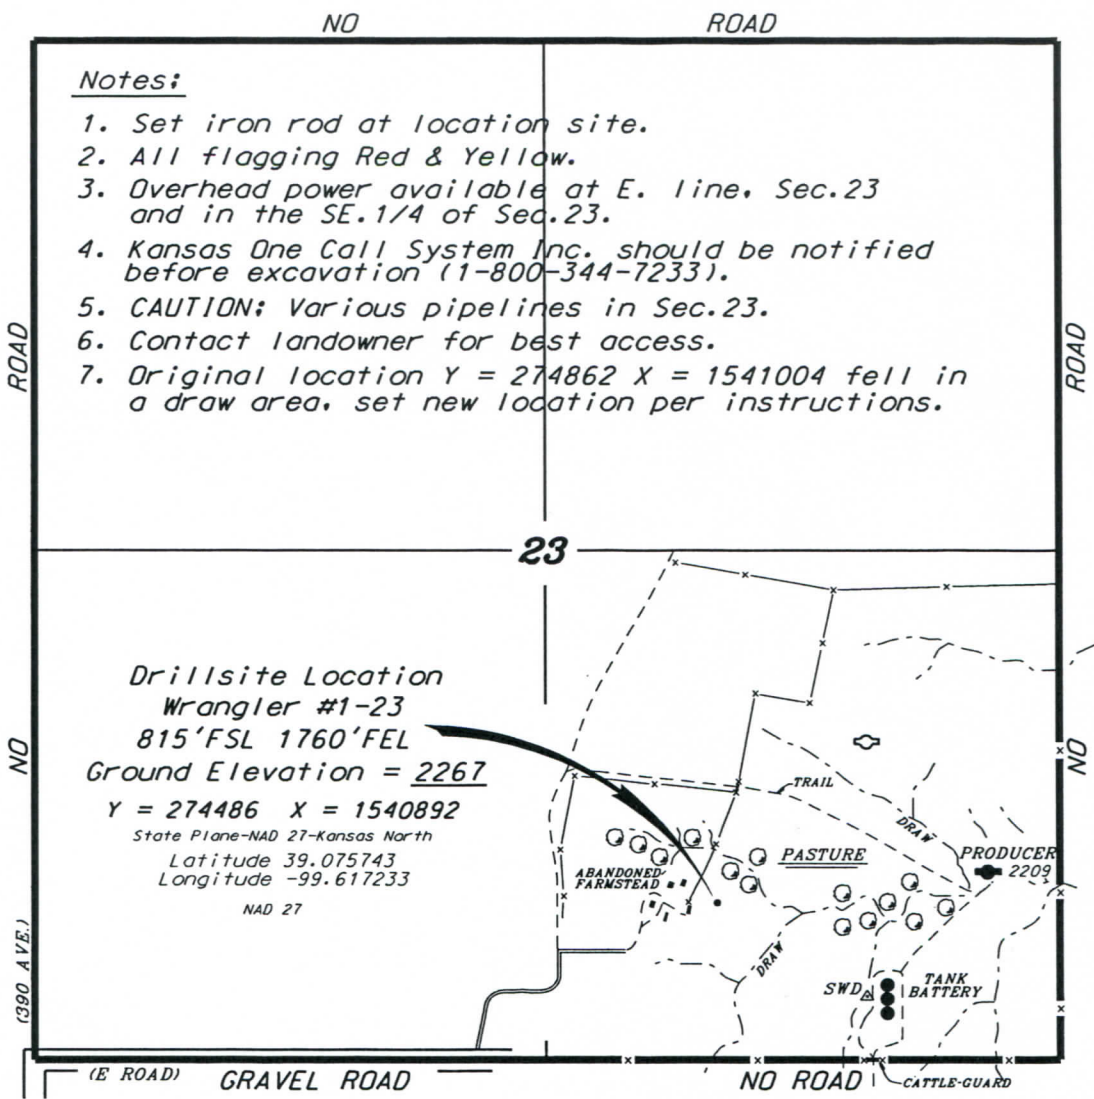 NO ROAD
Notes:
1. Set iron rod at location site.
2. All flagging Red & Yellow.
3. Overhead power available at E. line, Sec.23
and in the SE.1/4 of Sec.23.
4. Kansas One Call System Inc. should be notified
before excavation (1-800-344-7233).
5. CAUTION: Various pipelines in Sec.23.
6. Contact landowner for best access.
7. Original location Y = 274862 X = 1541004 fell in
a draw area, set new location per instructions.
ROAD
ROAD
23
Drillsite Location
Wrangler #1-23
815'FSL 1760'FEL
Ground Elevation = 2267
Y = 274486 X = 1540892
State Plane-NAD 27-Kansas North
Latitude 39.075743
Longitude -99.617233
NAD 27
NO
NO
TRAIL
DRAW
PASTURE
PRODUCER
2209
ABANDONED
FARMSTEAD
DRAW
SWD
TANK
BATTERY
(390 AVE.)
(E ROAD)
GRAVEL ROAD
NO ROAD
CATTLE-GUARD